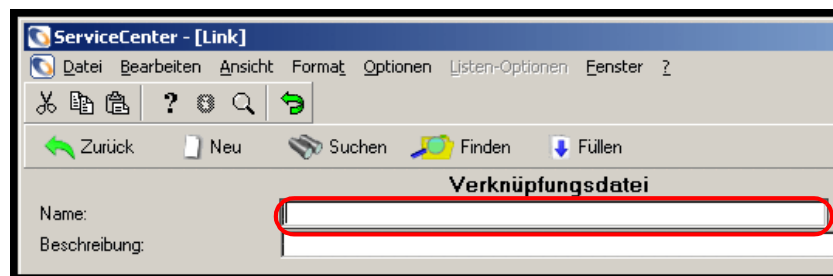 ServiceCenter - [Link]
Datei Bearbeiten Ansicht Format Optionen Listen-Optionen Fenster ?
?
Zurück Neu Suchen Finden Füllen
Verknüpfungsdatei
Name:
Beschreibung: